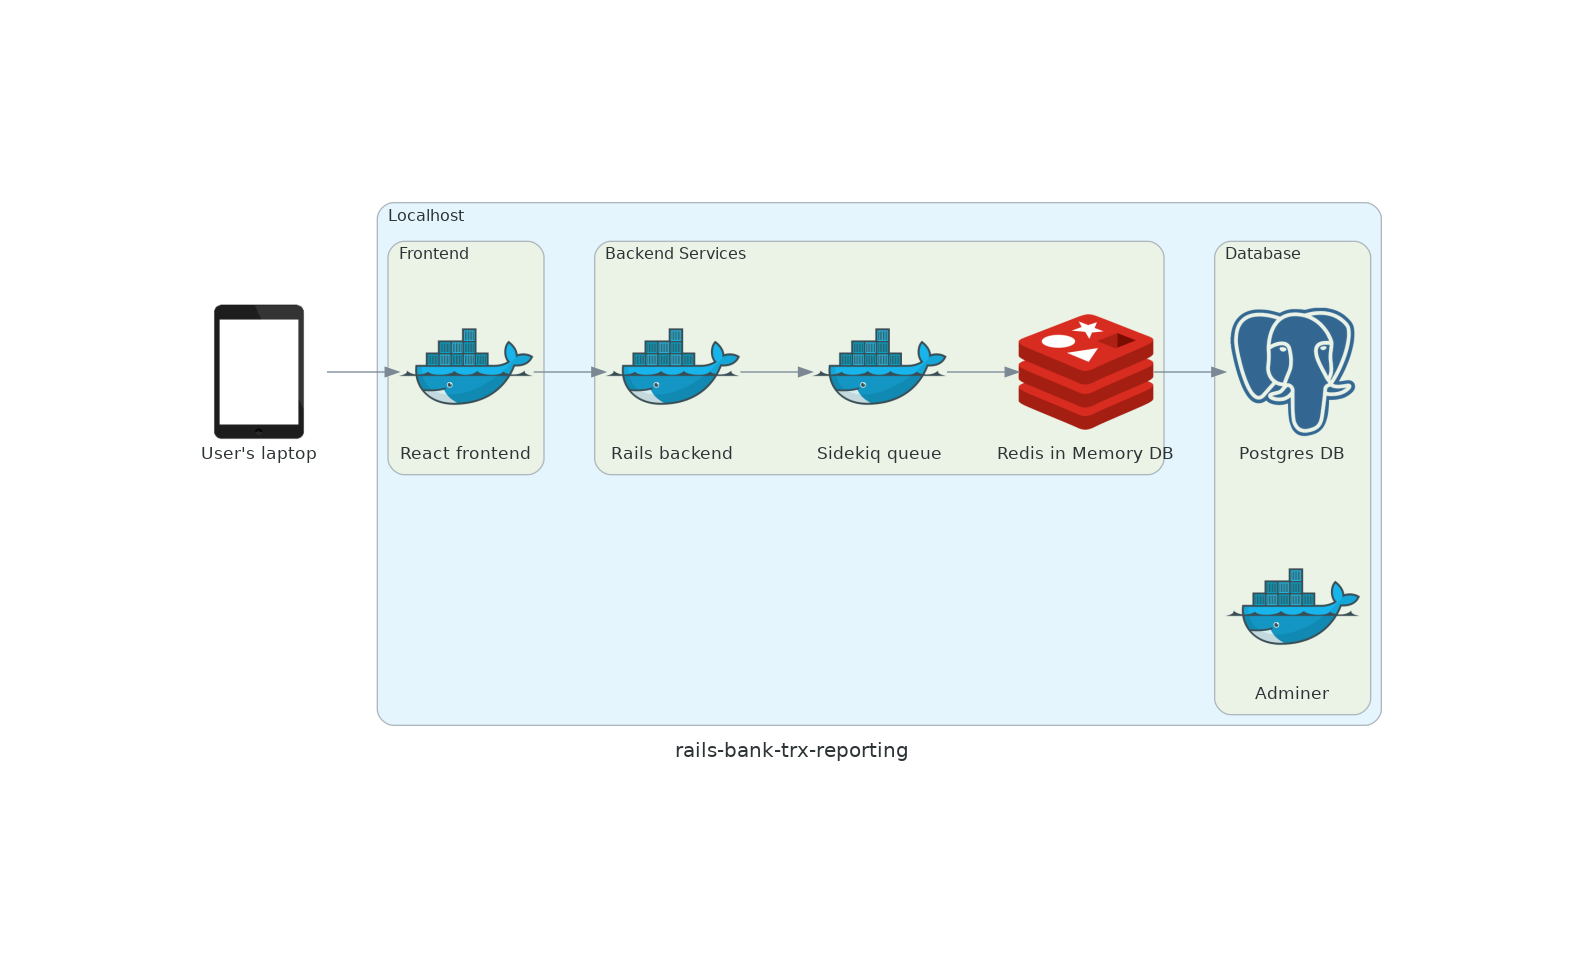 Localhost
Frontend
Backend Services
Database
User's laptop
React frontend
Rails backend
Sidekiq queue
Redis in Memory DB
Postgres DB
Adminer
rails-bank-trx-reporting